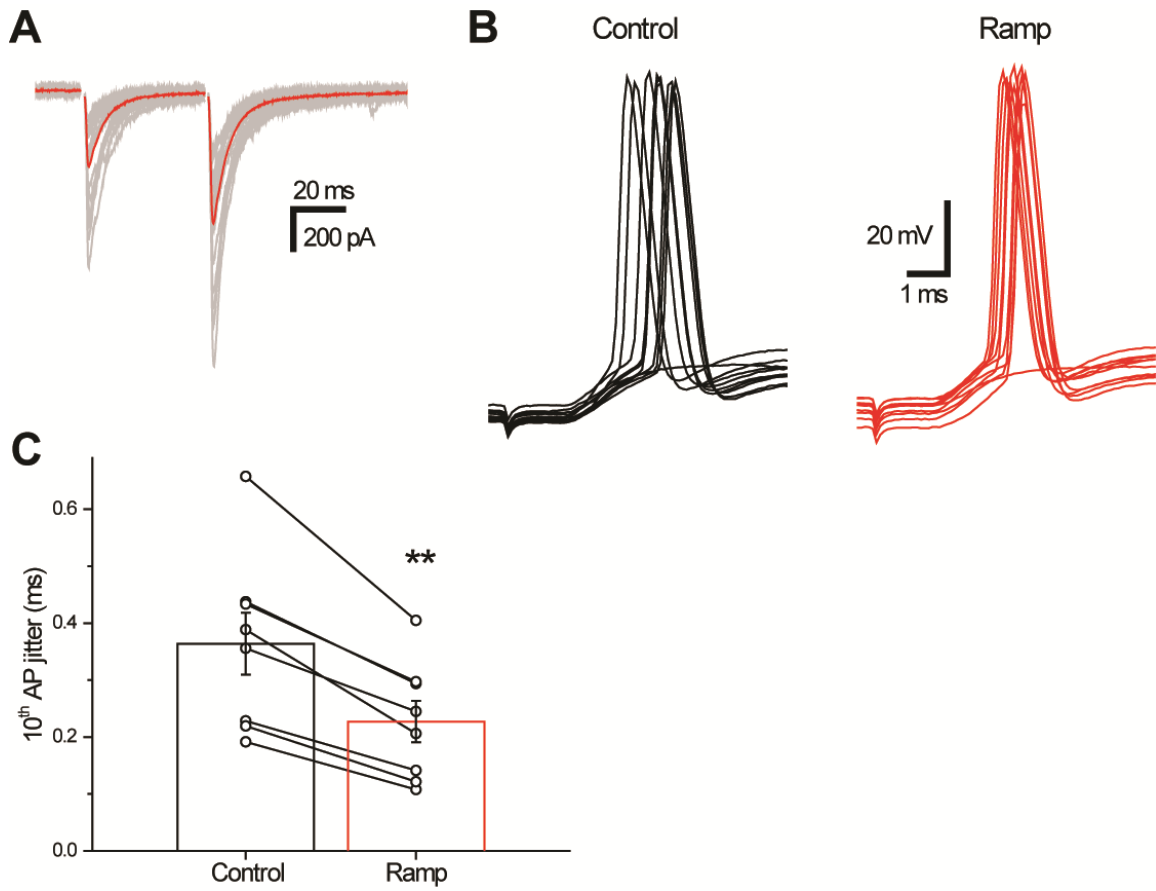 A
20 ms
200 pA
B
Control
Ramp
20 mV
1 ms
C
10th AP jitter (ms)
0.6
0.4
0.2
0.0
**
Control
Ramp